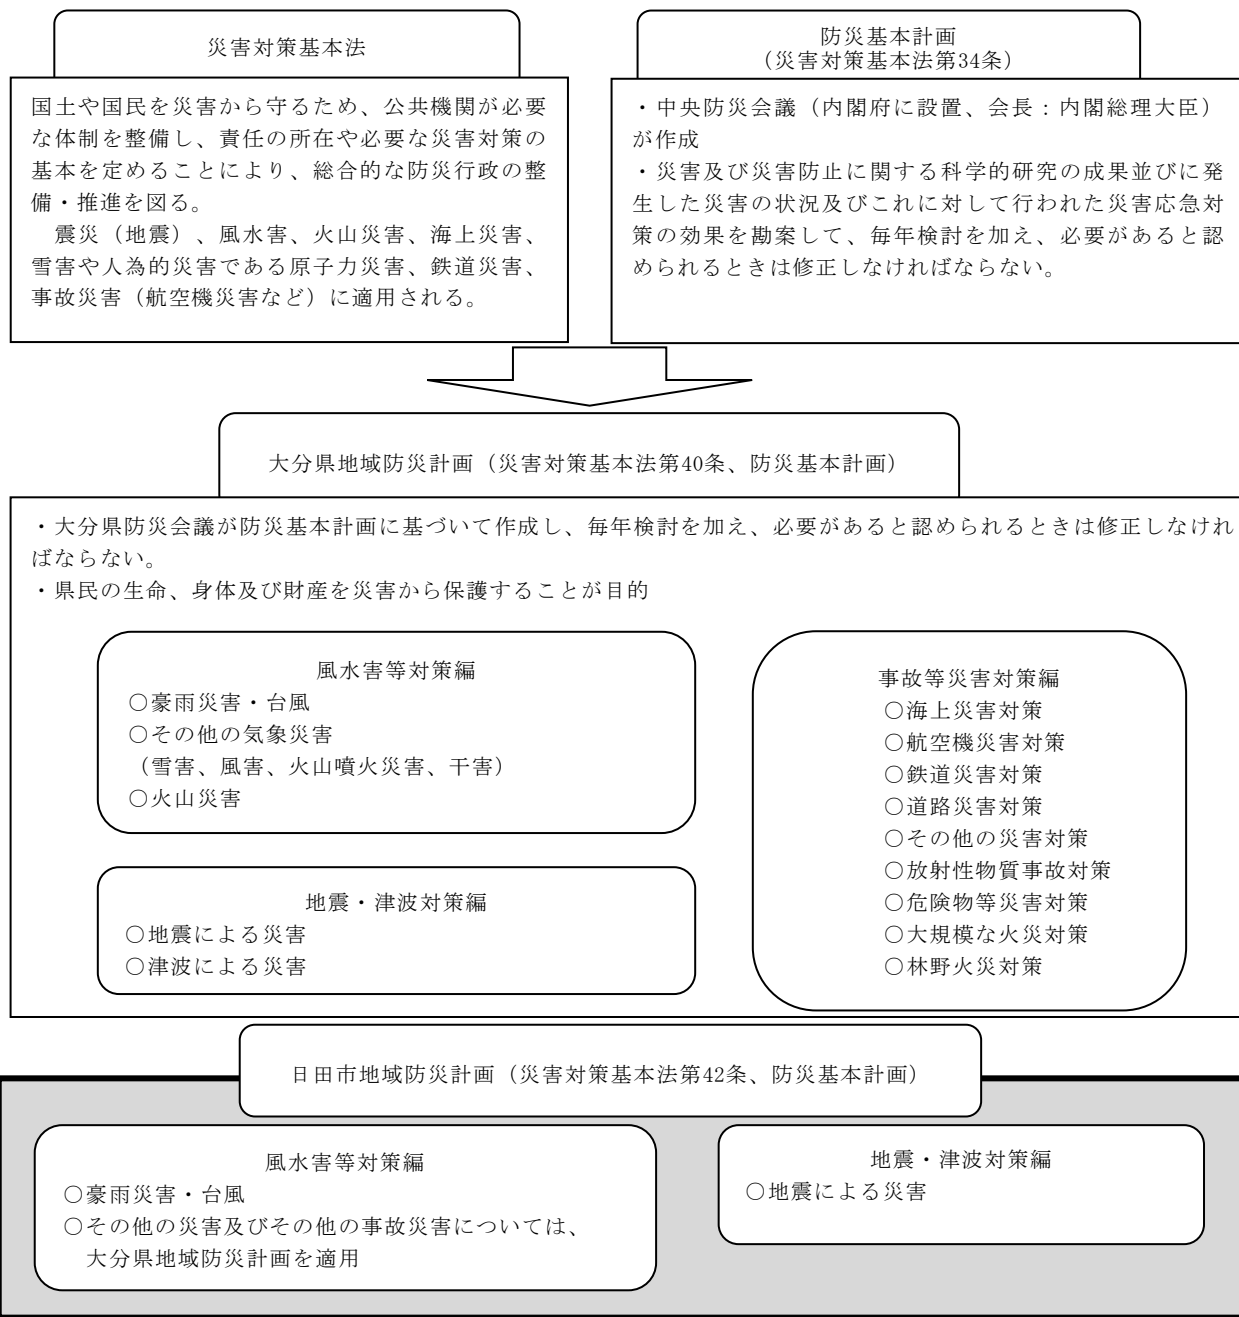 災害対策基本法
国土や国民を災害から守るため、公共機関が必要
な体制を整備し、責任の所在や必要な災害対策の
基本を定めることにより、総合的な防災行政の整
備・推進を図る。
　震災（地震）、風水害、火山災害、海上災害、
雪害や人為的災害である原子力災害、鉄道災害、
事故災害（航空機災害など）に適用される。
防災基本計画
（災害対策基本法第34条）
・中央防災会議（内閣府に設置、会長：内閣総理大臣）
が作成
・災害及び災害防止に関する科学的研究の成果並びに発
生した災害の状況及びこれに対して行われた災害応急対
策の効果を勘案して、毎年検討を加え、必要があると認
められるときは修正しなければならない。
大分県地域防災計画（災害対策基本法第40条、防災基本計画）
・大分県防災会議が防災基本計画に基づいて作成し、毎年検討を加え、必要があると認められるときは修正しなけれ
ばならない。
・県民の生命、身体及び財産を災害から保護することが目的
風水害等対策編
○豪雨災害・台風
○その他の気象災害
（雪害、風害、火山噴火災害、干害）
○火山災害
地震・津波対策編
○地震による災害
○津波による災害
事故等災害対策編
○海上災害対策
○航空機災害対策
○鉄道災害対策
○道路災害対策
○その他の災害対策
○放射性物質事故対策
○危険物等災害対策
○大規模な火災対策
○林野火災対策
日田市地域防災計画（災害対策基本法第42条、防災基本計画）
風水害等対策編
○豪雨災害・台風
○その他の災害及びその他の事故災害については、
　大分県地域防災計画を適用
地震・津波対策編
○地震による災害